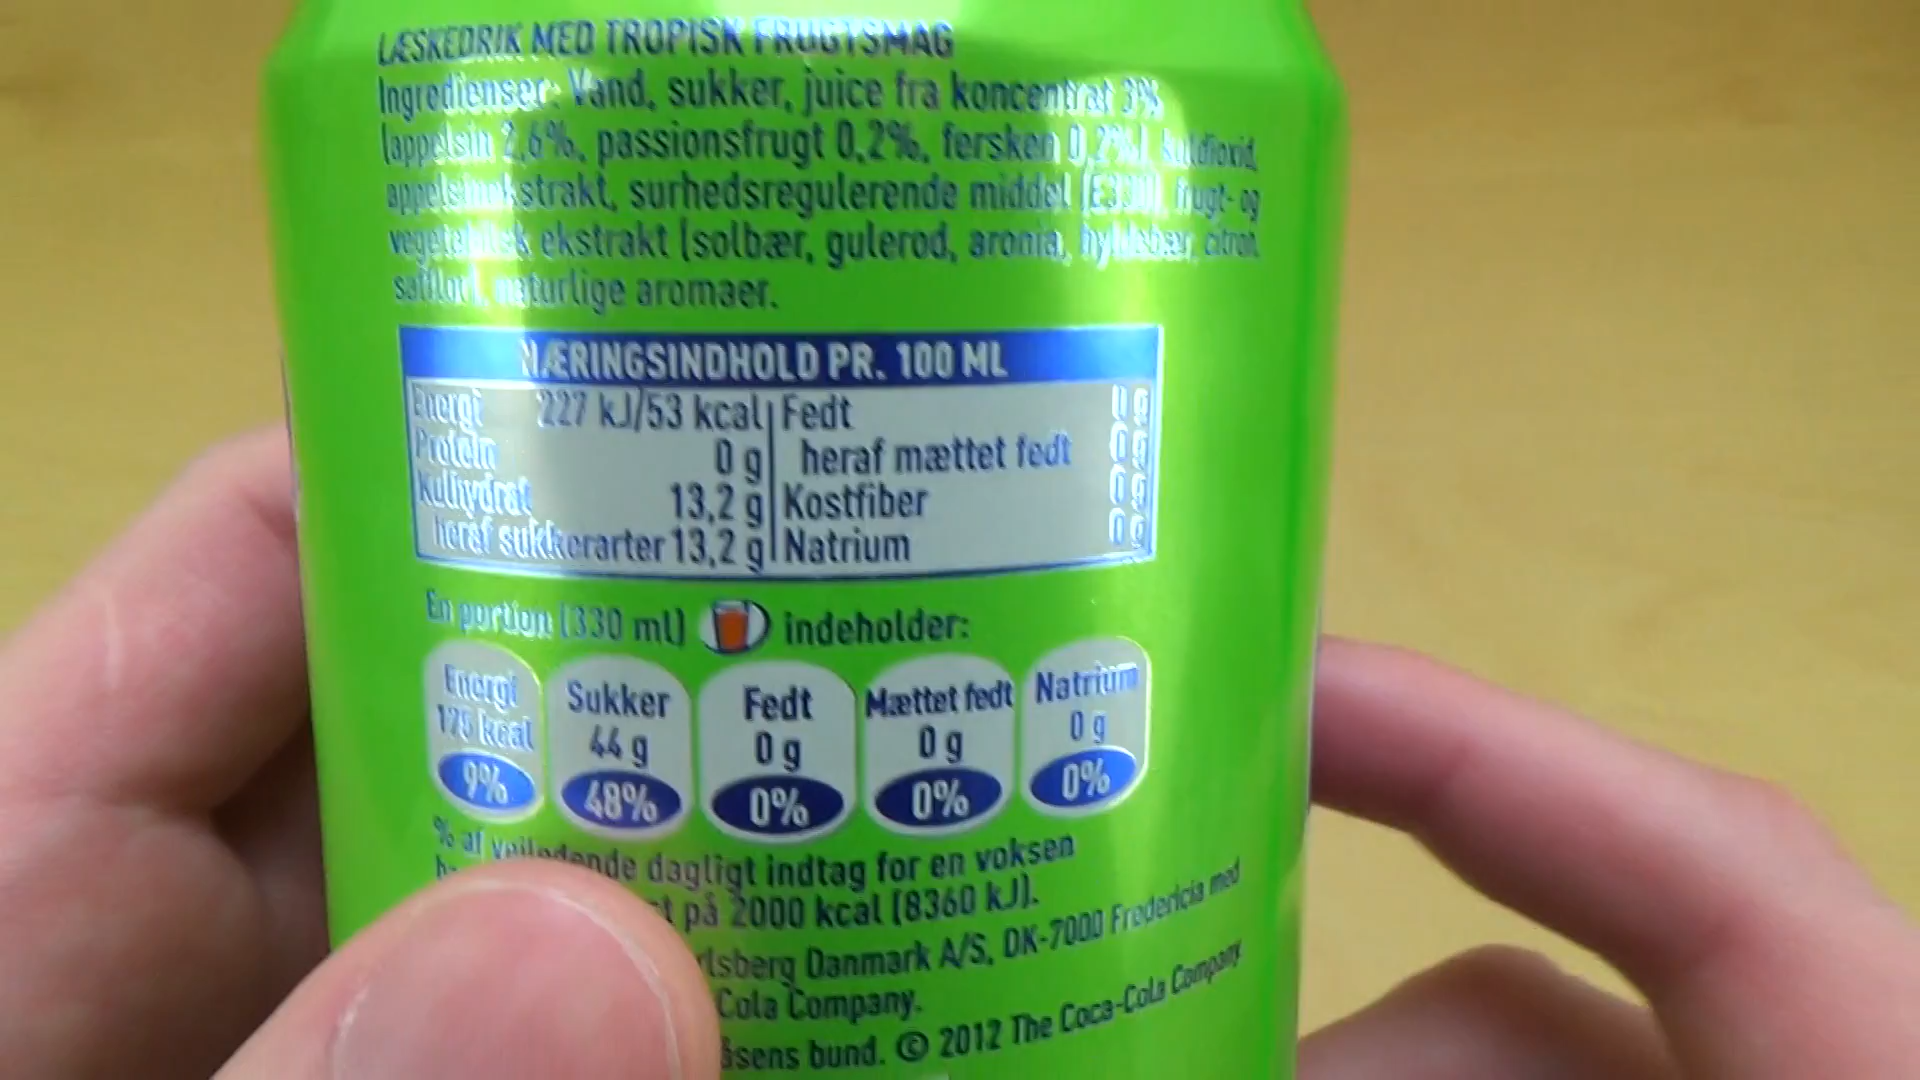 LÆSKEDRIK MED TROPISK FRUGTSMAG
Ingredienser: Vand, sukker, juice fra koncentrat 3%
(appelsin 2,6%, passionsfrugt 0,2%, fersken 0,2%), kuldioxid,
appelsinekstrakt, surhedsregulerende middel (E330), frugt- og
vegetabilsk ekstrakt (solbær, gulerod, aronia, hyldebær, citron,
saflor), naturlige aromaer.
NÆRINGSINDHOLD PR. 100 ML
Energi 227 kJ/53 kcal Fedt 0 g
Protein 0 g heraf mættet fedt 0 g
Kulhydrat 13,2 g Kostfiber 0 g
heraf sukkerarter 13,2 g Natrium 0 g
En portion (330 ml) indeholder:
Energi Sukker Fedt Mættet fedt Natrium
175 kcal 44 g 0 g 0 g 0 g
9% 48% 0% 0% 0%
% af vejledende dagligt indtag for en voksen
på 2000 kcal (8360 kJ).
Danmark A/S, DK-7000 Fredericia med
Cola Company.
bund. © 2012 The Coca-Cola Company